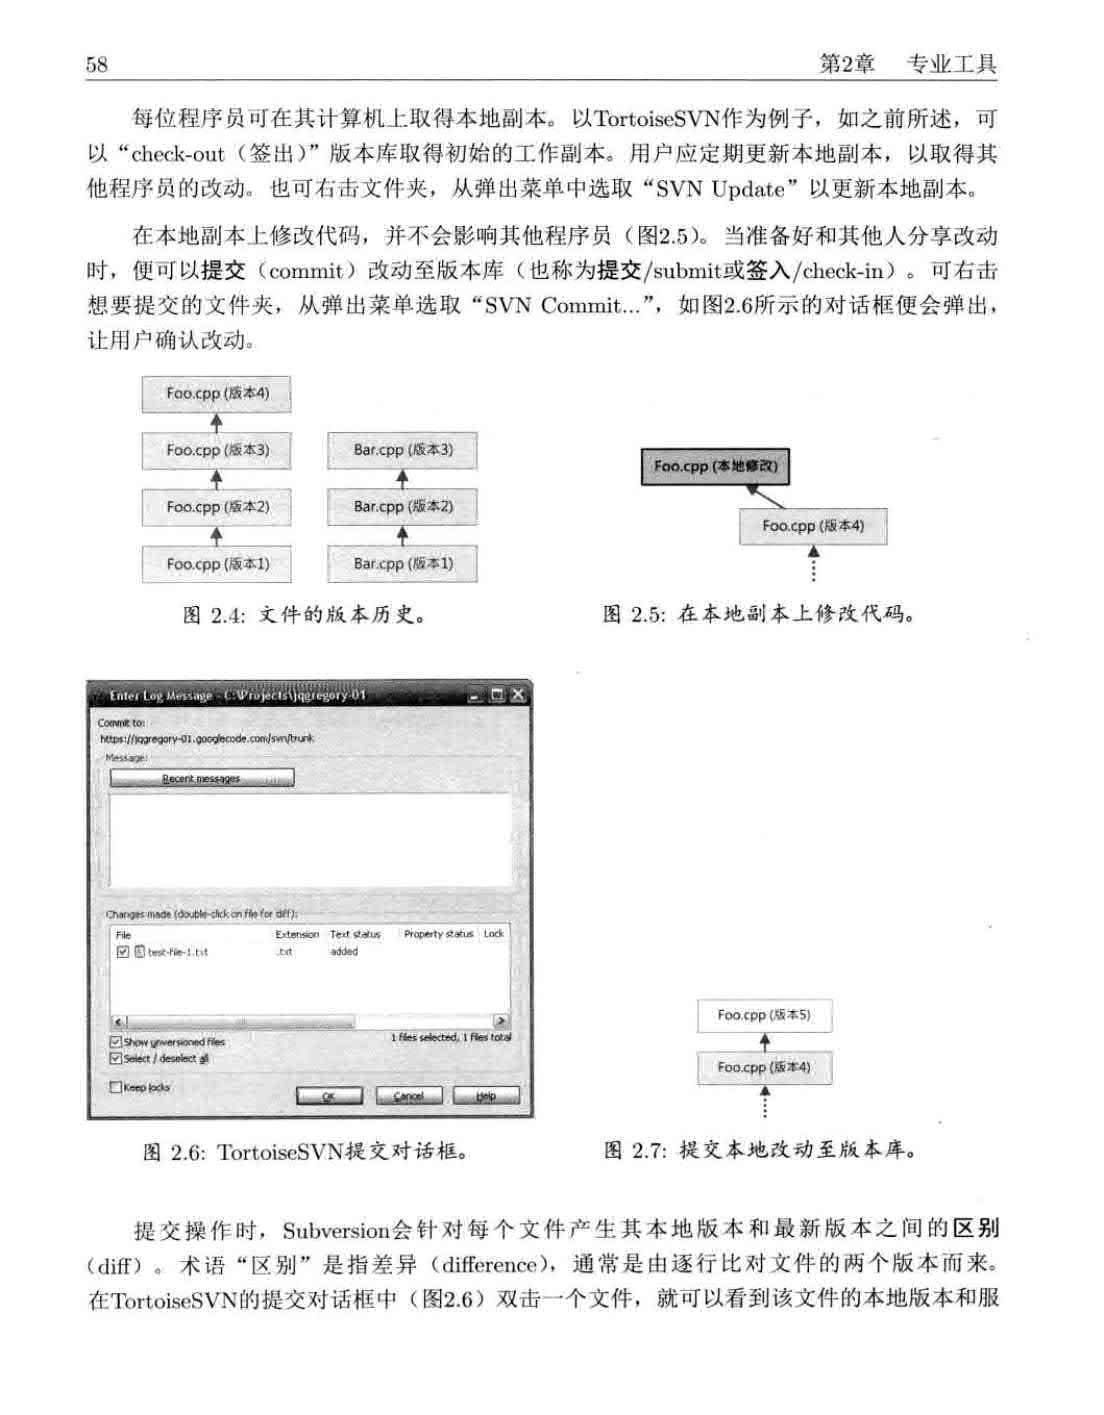 58
第2章 专业工具
每位程序员可在其计算机上取得本地副本。以TortoiseSVN作为例子，如之前所述，可
以“check-out（签出）”版本库取得初始的工作副本。用户应定期更新本地副本，以取得其
他程序员的改动。也可右击文件夹，从弹出菜单中选取“SVN Update”以更新本地副本。
在本地副本上修改代码，并不会影响其他程序员（图2.5）。当准备好和其他人分享改动
时，便可以提交（commit）改动至版本库（也称为提交/submit或签入/check-in）。可右击
想要提交的文件夹，从弹出菜单选取“SVN Commit...”，如图2.6所示的对话框便会弹出，
让用户确认改动。
Foo.cpp (版本4)
Foo.cpp (版本3)
Foo.cpp (版本2)
Foo.cpp (版本1)
Bar.cpp (版本3)
Bar.cpp (版本2)
Bar.cpp (版本1)
图 2.4: 文件的版本历史。
Foo.cpp (本地修改)
Foo.cpp (版本4)
图 2.5: 在本地副本上修改代码。
Enter Log Message - C:\Projects\jqgregory-01
Commit to:
https://jqgregory-01.googlecode.com/svn/trunk
Message:
Recent messages
Changes made (double-click on file for diff):
File Extension Text status Property status Lock
test-file-1.txt .txt added
1 files selected, 1 files total
Show unversioned files
Select / deselect all
Keep locks
OK Cancel Help
图 2.6: TortoiseSVN提交对话框。
Foo.cpp (版本5)
Foo.cpp (版本4)
图 2.7: 提交本地改动至版本库。
提交操作时，Subversion会针对每个文件产生其本地版本和最新版本之间的区别
（diff）。术语“区别”是指差异（difference），通常是由逐行比对文件的两个版本而来。
在TortoiseSVN的提交对话框中（图2.6）双击一个文件，就可以看到该文件的本地版本和服